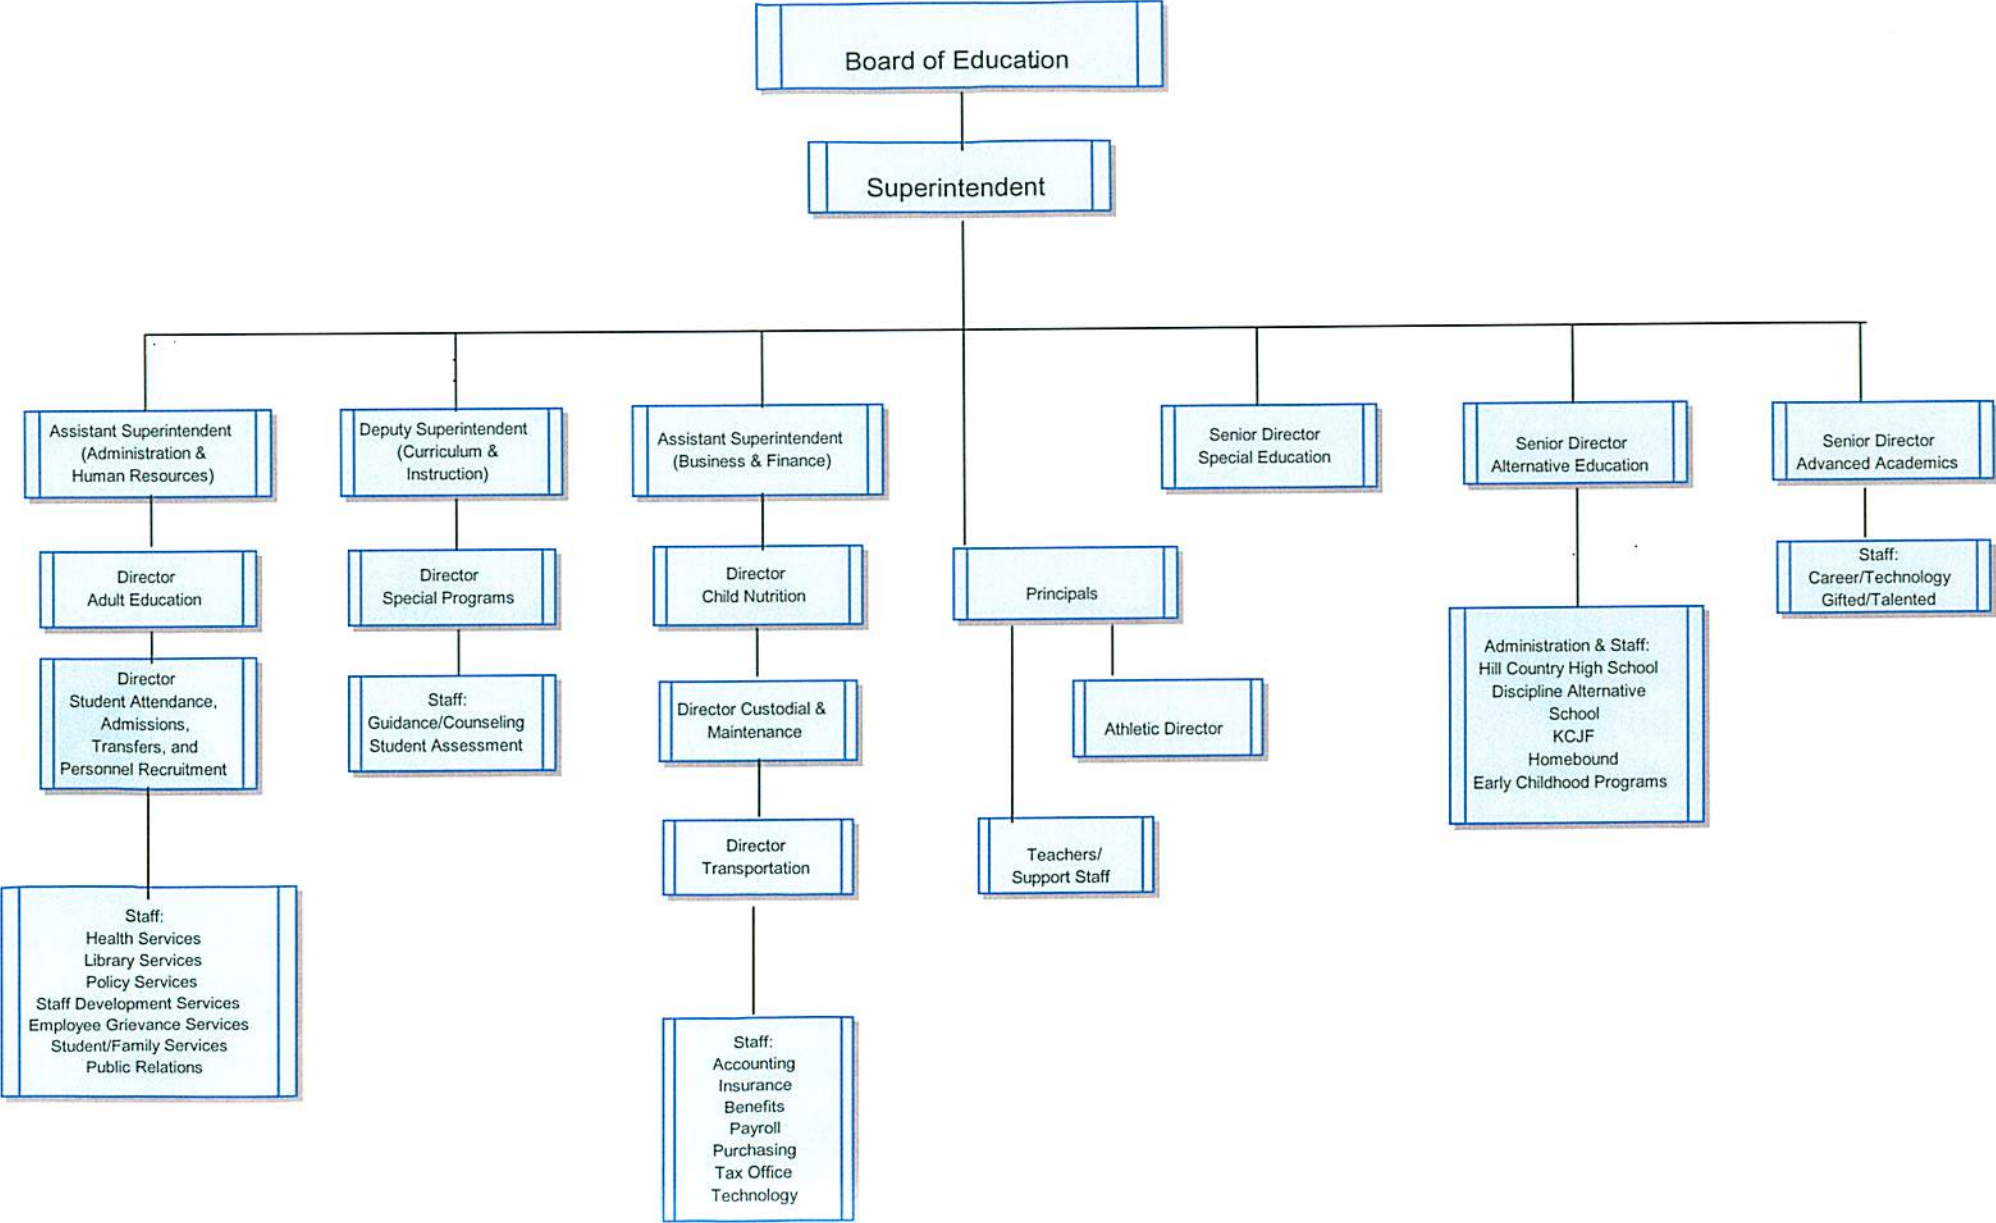 Board of Education
Superintendent
Assistant Superintendent
(Administration &
Human Resources)
Deputy Superintendent
(Curriculum &
Instruction)
Assistant Superintendent
(Business & Finance)
Senior Director
Special Education
Senior Director
Alternative Education
Senior Director
Advanced Academics
Director
Adult Education
Director
Special Programs
Director
Child Nutrition
Principals
Staff:
Career/Technology
Gifted/Talented
Director
Student Attendance,
Admissions,
Transfers, and
Personnel Recruitment
Staff:
Guidance/Counseling
Student Assessment
Director Custodial &
Maintenance
Athletic Director
Administration & Staff:
Hill Country High School
Discipline Alternative
School
KCJF
Homebound
Early Childhood Programs
Director
Transportation
Teachers/
Support Staff
Staff:
Health Services
Library Services
Policy Services
Staff Development Services
Employee Grievance Services
Student/Family Services
Public Relations
Staff:
Accounting
Insurance
Benefits
Payroll
Purchasing
Tax Office
Technology